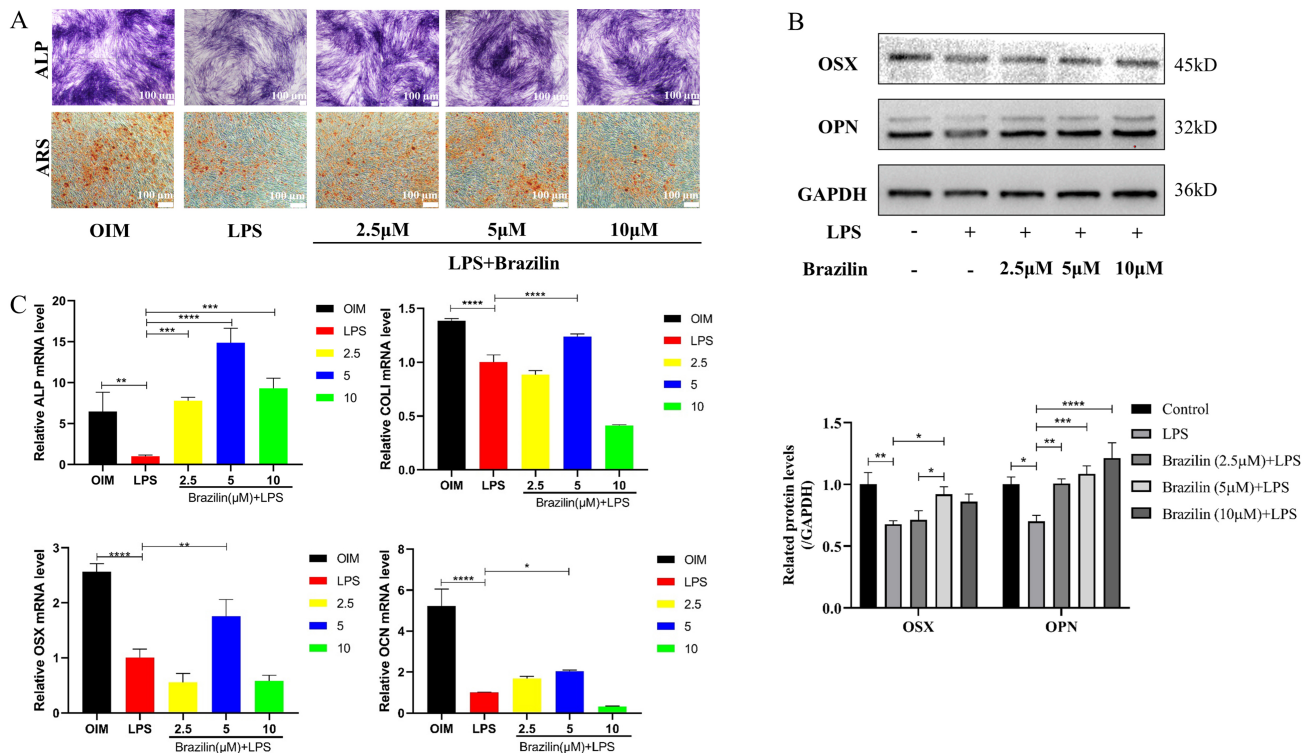 A
ALP
100 μm
100 μm
100 μm
100 μm
100 μm
ARS
100 μm
100 μm
100 μm
100 μm
100 μm
OIM
LPS
2.5μM
5μM
10μM
LPS+Brazilin
B
OSX
45kD
OPN
32kD
GAPDH
36kD
LPS - + + + +
Brazilin - - 2.5μM 5μM 10μM
Related protein levels
(/GAPDH)
1.5
1.0
0.5
0.0
** * * * ** *** ****
OSX
OPN
Control
LPS
Brazilin (2.5μM)+LPS
Brazilin (5μM)+LPS
Brazilin (10μM)+LPS
C
Relative ALP mRNA level
20
15
10
5
0
** *** **** ***
OIM LPS 2.5 5 10
Brazilin(μM)+LPS
OIM
LPS
2.5
5
10
Relative COLI mRNA level
1.5
1.0
0.5
0.0
**** ****
OIM LPS 2.5 5 10
Brazilin(μM)+LPS
OIM
LPS
2.5
5
10
Relative OSX mRNA level
3
2
1
0
**** **
OIM LPS 2.5 5 10
Brazilin(μM)+LPS
OIM
LPS
2.5
5
10
Relative OCN mRNA level
8
6
4
2
0
**** *
OIM LPS 2.5 5 10
Brazilin(μM)+LPS
OIM
LPS
2.5
5
10